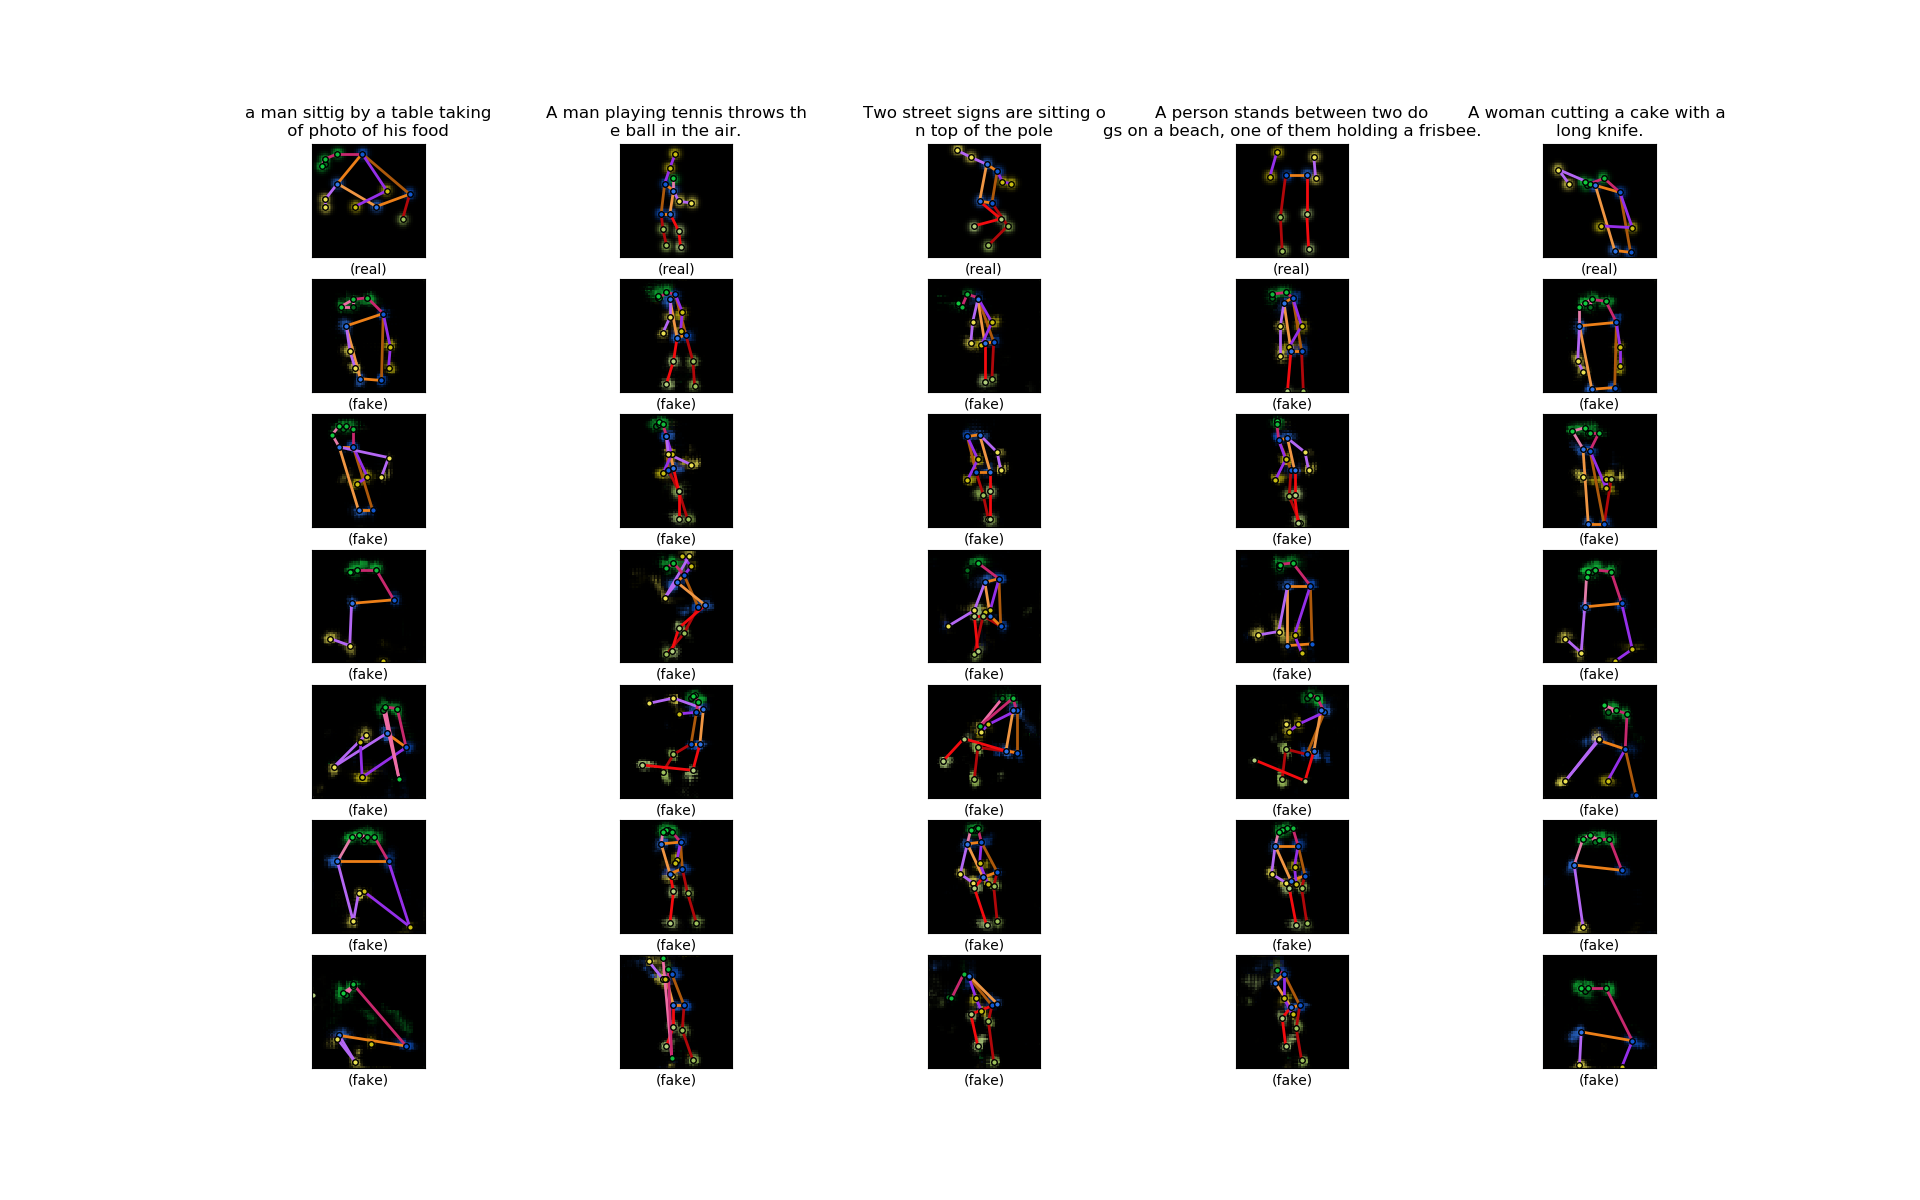 a man sittig by a table taking
of photo of his food
A man playing tennis throws th
e ball in the air.
Two street signs are sitting o
n top of the pole
A person stands between two do
gs on a beach, one of them holding a frisbee.
A woman cutting a cake with a
long knife.
(real) (real) (real) (real) (real)
(fake) (fake) (fake) (fake) (fake)
(fake) (fake) (fake) (fake) (fake)
(fake) (fake) (fake) (fake) (fake)
(fake) (fake) (fake) (fake) (fake)
(fake) (fake) (fake) (fake) (fake)
(fake) (fake) (fake) (fake) (fake)